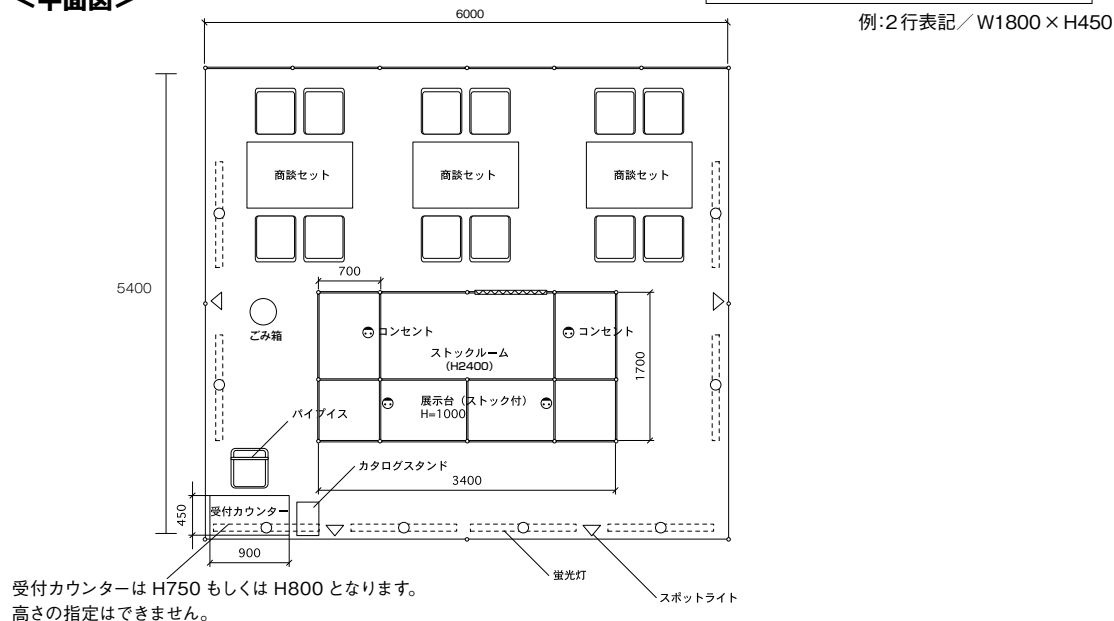 ＜平面図＞
例：2行表記／W1800×H450
6000
5400
商談セット
商談セット
商談セット
700
ごみ箱
コンセント
コンセント
ストックルーム
(H2400)
1700
展示台（ストック付）
H=1000
パイプイス
カタログスタンド
3400
450
受付カウンター
900
蛍光灯
スポットライト
受付カウンターは H750 もしくは H800 となります。
高さの指定はできません。